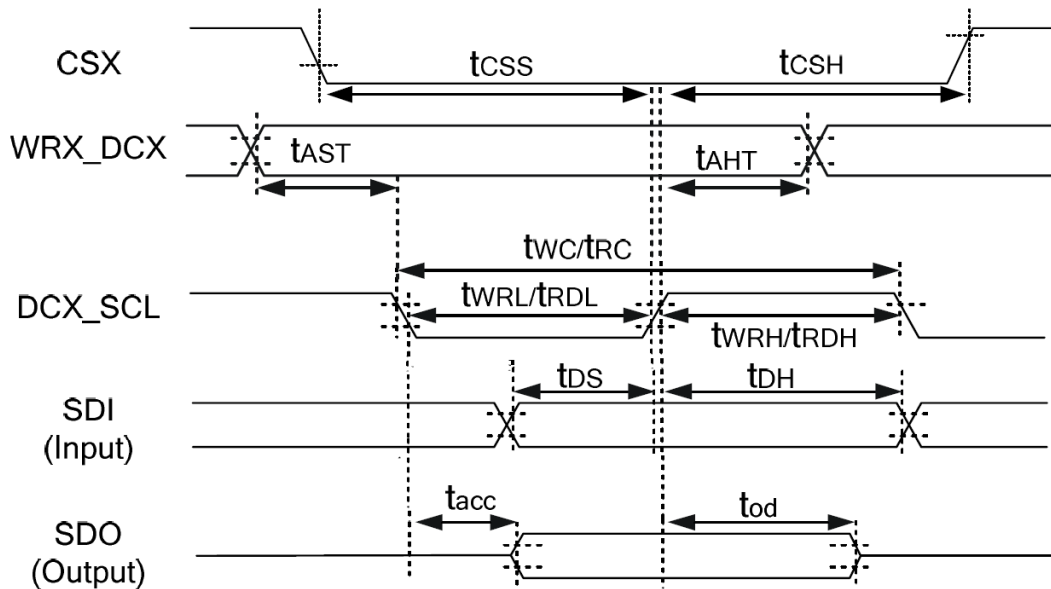 CSX
tCSS
tCSH
WRX_DCX
tAST
tAHT
tWC/tRC
DCX_SCL
tWRL/tRDL
tWRH/tRDH
tDS
tDH
SDI
(Input)
tacc
tod
SDO
(Output)